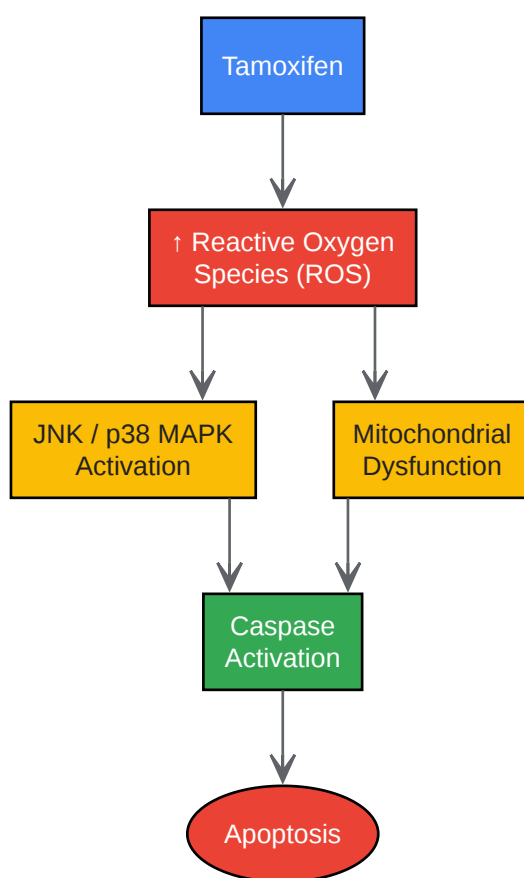 Tamoxifen
↑ Reactive Oxygen
Species (ROS)
JNK / p38 MAPK
Activation
Mitochondrial
Dysfunction
Caspase
Activation
Apoptosis